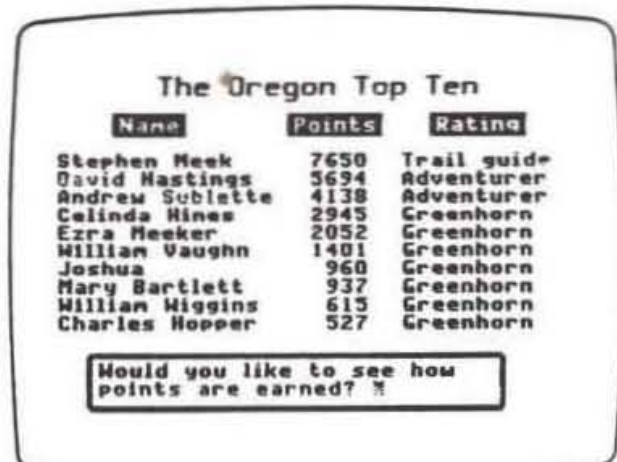 The Oregon Top Ten
Name Points Rating
Stephen Meek 7650 Trail guide
David Hastings 5694 Adventurer
Andrew Sublette 4138 Adventurer
Celinda Hines 2945 Greenhorn
Ezra Meeker 2052 Greenhorn
William Vaughn 1401 Greenhorn
Joshua 960 Greenhorn
Mary Bartlett 937 Greenhorn
William Wiggins 615 Greenhorn
Charles Hopper 527 Greenhorn
Would you like to see how
points are earned?